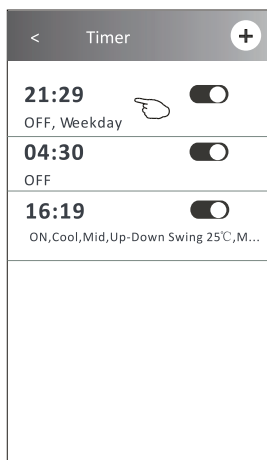 < Timer +
21:29
OFF, Weekday
04:30
OFF
16:19
ON,Cool,Mid,Up-Down Swing 25℃,M...